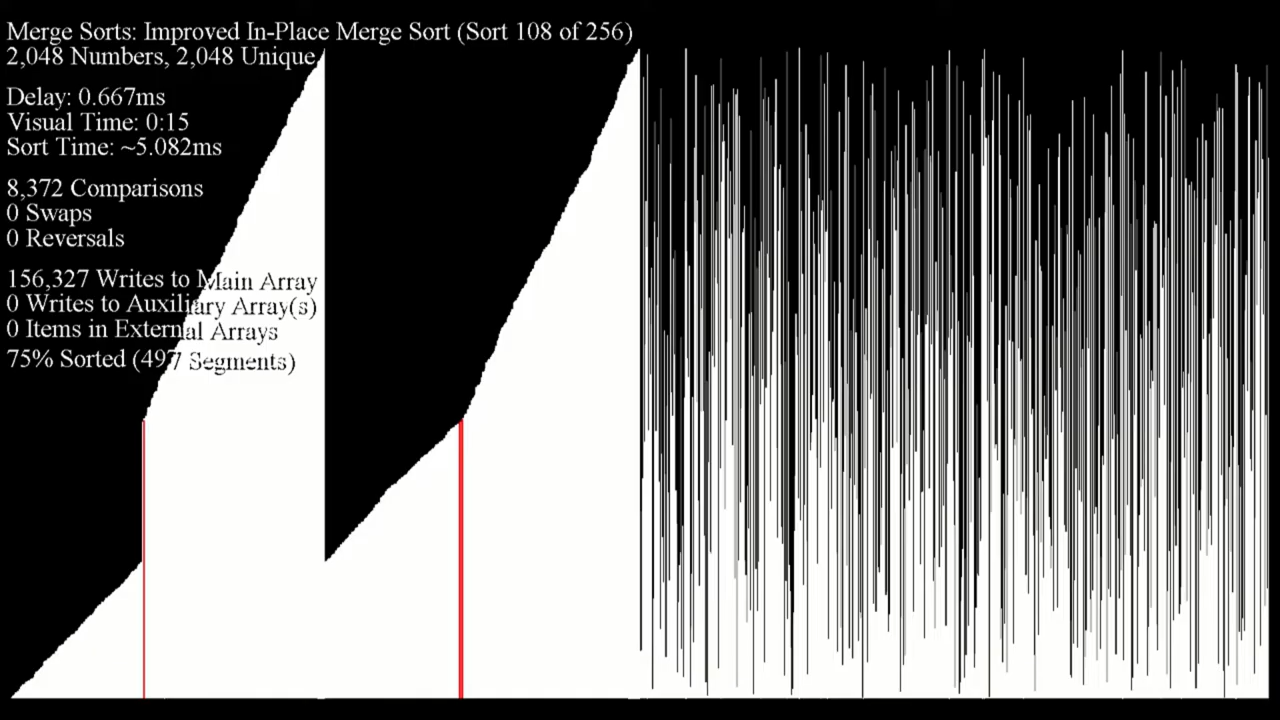 Merge Sorts: Improved In-Place Merge Sort (Sort 108 of 256)
2,048 Numbers, 2,048 Unique
Delay: 0.667ms
Visual Time: 0:15
Sort Time: ~5.082ms
8,372 Comparisons
0 Swaps
0 Reversals
156,327 Writes to Main Array
0 Writes to Auxiliary Array(s)
0 Items in External Arrays
75% Sorted (497 Segments)